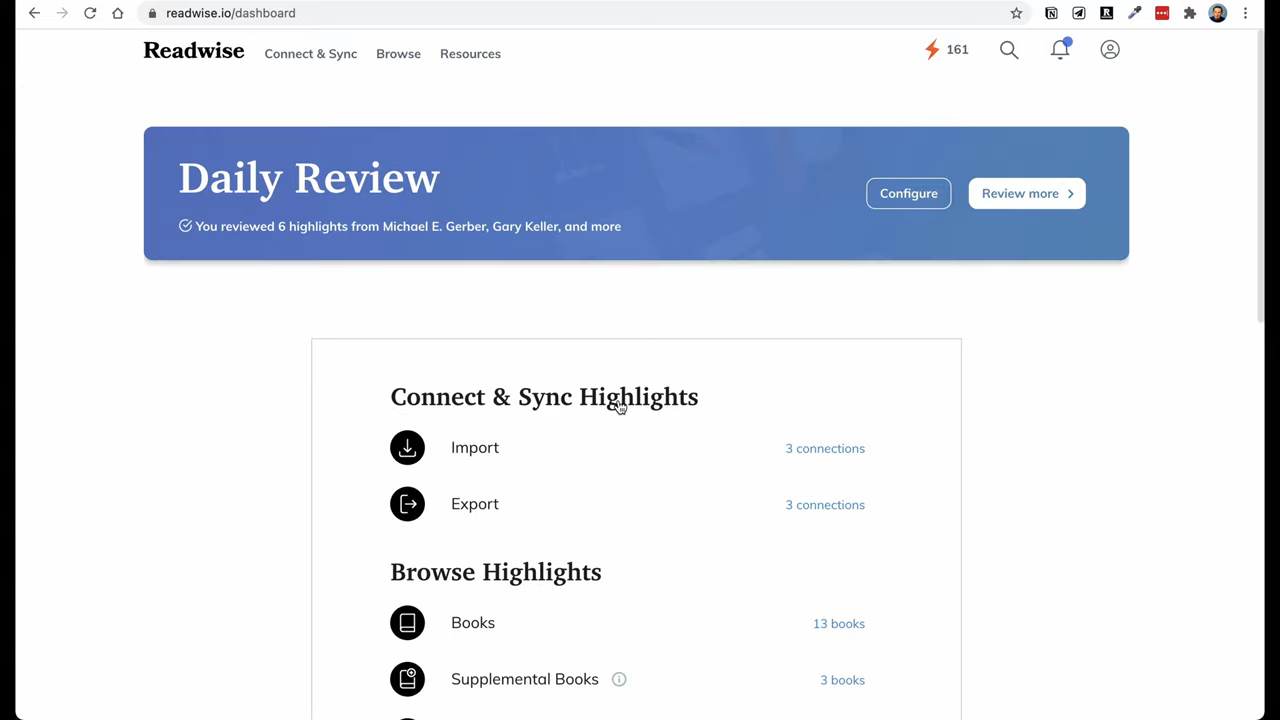 readwise.io/dashboard
Readwise Connect & Sync Browse Resources 161
Daily Review
You reviewed 6 highlights from Michael E. Gerber, Gary Keller, and more
Configure
Review more
Connect & Sync Highlights
Import 3 connections
Export 3 connections
Browse Highlights
Books 13 books
Supplemental Books 3 books